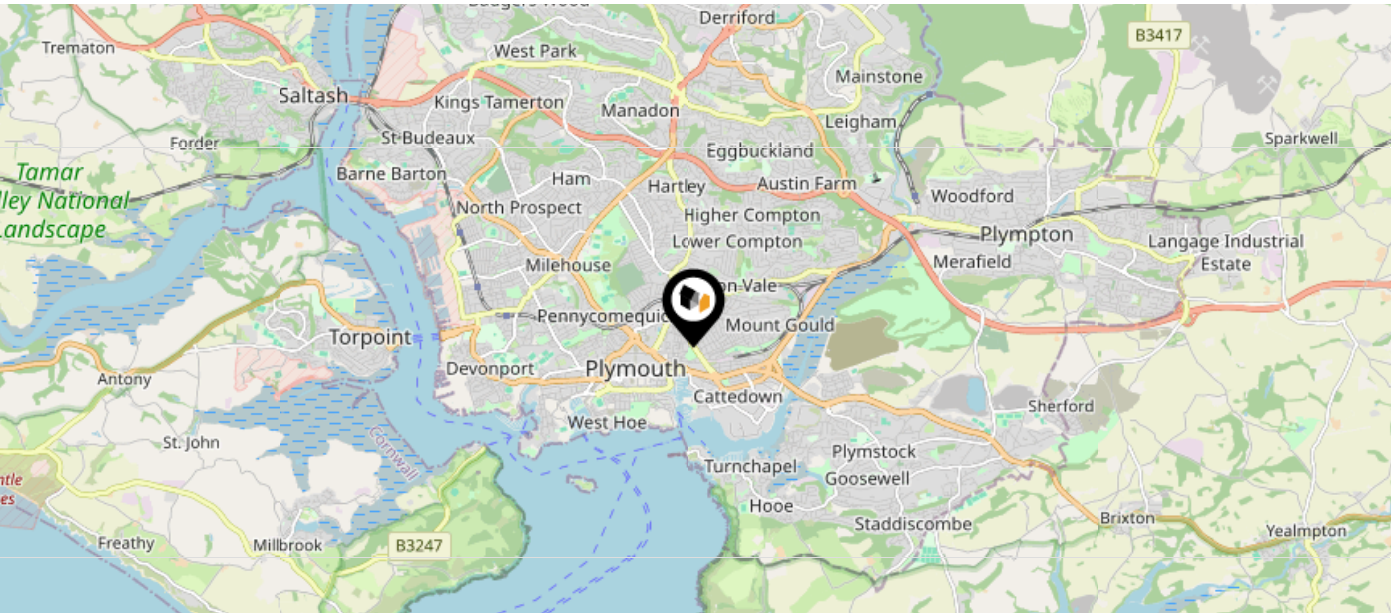 Derriford
B3417
Trematon
West Park
Mainstone
Saltash
Kings Tamerton
Manadon
Leigham
St Budeaux
Sparkwell
Forder
Eggbuckland
Tamar
lley National
Landscape
Barne Barton
Ham
Hartley
Austin Farm
Woodford
North Prospect
Higher Compton
Plympton
Lower Compton
Langage Industrial
Estate
Merafield
Milehouse
on Vale
Pennycomequic
Mount Gould
Torpoint
Devonport
Plymouth
Antony
Cattedown
Sherford
West Hoe
St. John
Cornwall
Plymstock
Turnchapel
Goosewell
Hooe
Staddiscombe
Brixton
Yealmpton
Freathy
Millbrook
B3247